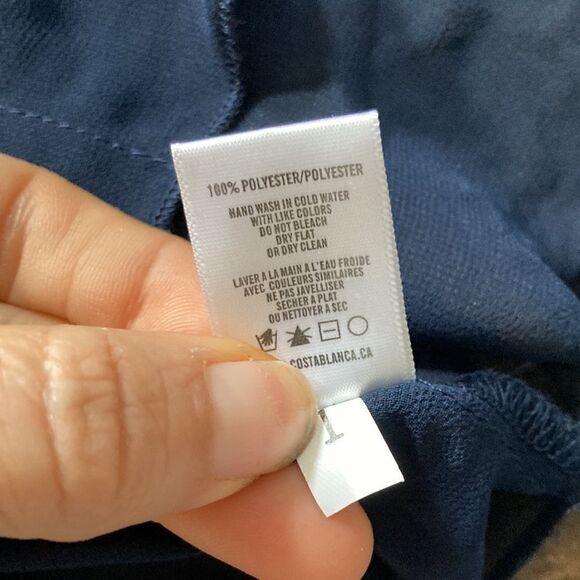 100% POLYESTER/POLYESTER
HAND WASH IN COLD WATER
WITH LIKE COLORS
DO NOT BLEACH
DRY FLAT
OR DRY CLEAN
LAVER A LA MAIN A L'EAU FROIDE
AVEC COULEURS SIMILAIRES
NE PAS JAVELLISER
SECHER A PLAT
OU NETTOYER A SEC
COSTABLANCA.CA